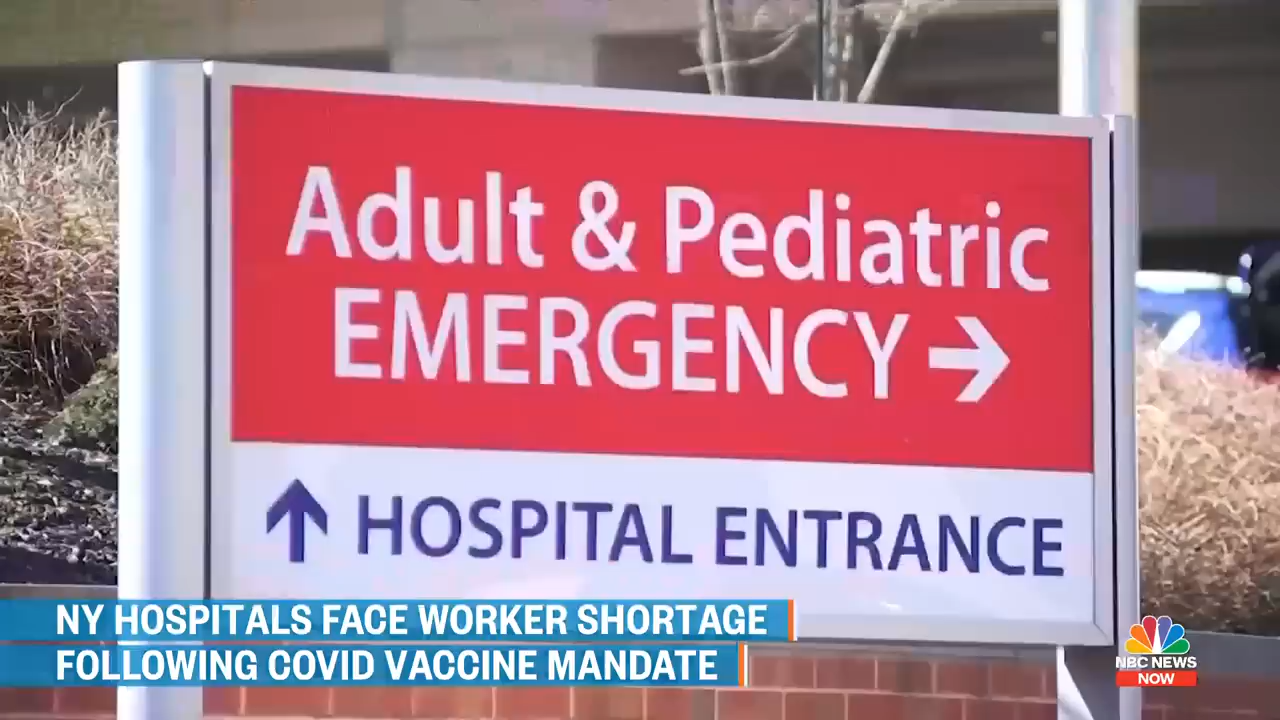 Adult & Pediatric
EMERGENCY →
↑ HOSPITAL ENTRANCE
NY HOSPITALS FACE WORKER SHORTAGE
FOLLOWING COVID VACCINE MANDATE
NBC NEWS
NOW